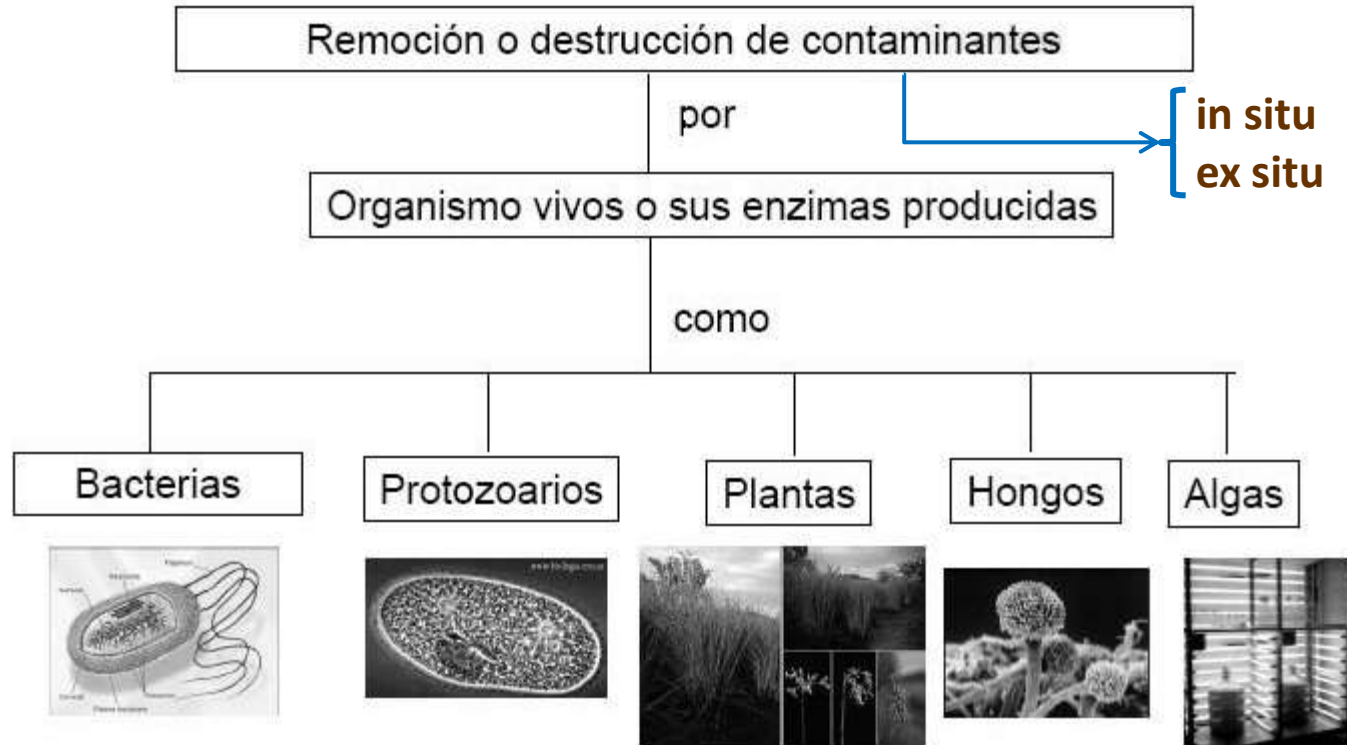 Remoción o destrucción de contaminantes
por
in situ
ex situ
Organismo vivos o sus enzimas producidas
como
Bacterias
Protozoarios
Plantas
Hongos
Algas